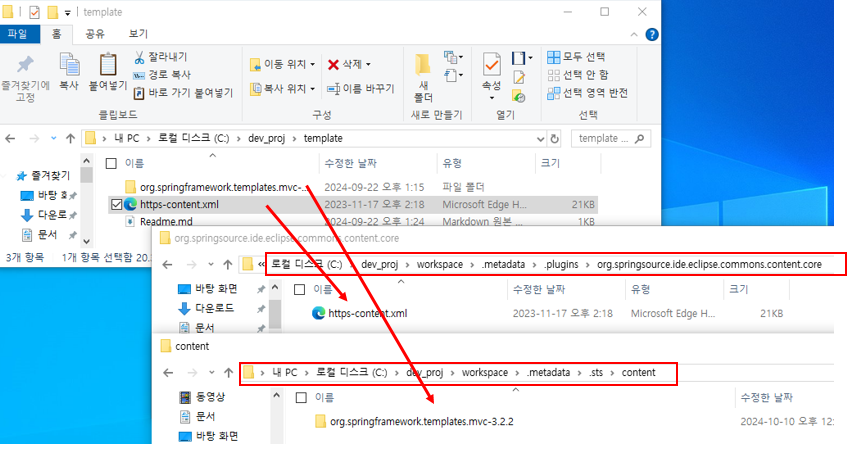 template
파일
홈
공유
보기
즐겨찾기에
고정
복사
붙여넣기
잘라내기
경로 복사
바로 가기 붙여넣기
클립보드
이동 위치
복사 위치
삭제
이름 바꾸기
구성
새
폴더
새로 만들기
속성
열기
모두 선택
선택 안 함
선택 영역 반전
선택
내 PC > 로컬 디스크 (C:) > dev_proj > template
template ...
즐겨찾기
바탕 화
다운로
문서
이름
수정한 날짜
유형
크기
org.springframework.templates.mvc-...
2024-09-22 오후 1:15
파일 폴더
https-content.xml
2023-11-17 오후 2:18
Microsoft Edge H...
21KB
Readme.md
2024-09-22 오후 1:24
Markdown 원본 ...
1KB
3개 항목
1개 항목 선택함 20.
org.springsource.ide.eclipse.commons.content.core
« 로컬 디스크 (C:) > dev_proj > workspace > .metadata > .plugins > org.springsource.ide.eclipse.commons.content.core
바탕 화면
다운로드
문서
이름
수정한 날짜
유형
크기
https-content.xml
2023-11-17 오후 2:18
Microsoft Edge H...
21KB
content
> 내 PC > 로컬 디스크 (C:) > dev_proj > workspace > .metadata > .sts > content
동영상
문서
바탕 화면
이름
수정한 날짜
org.springframework.templates.mvc-3.2.2
2024-10-10 오후 12: